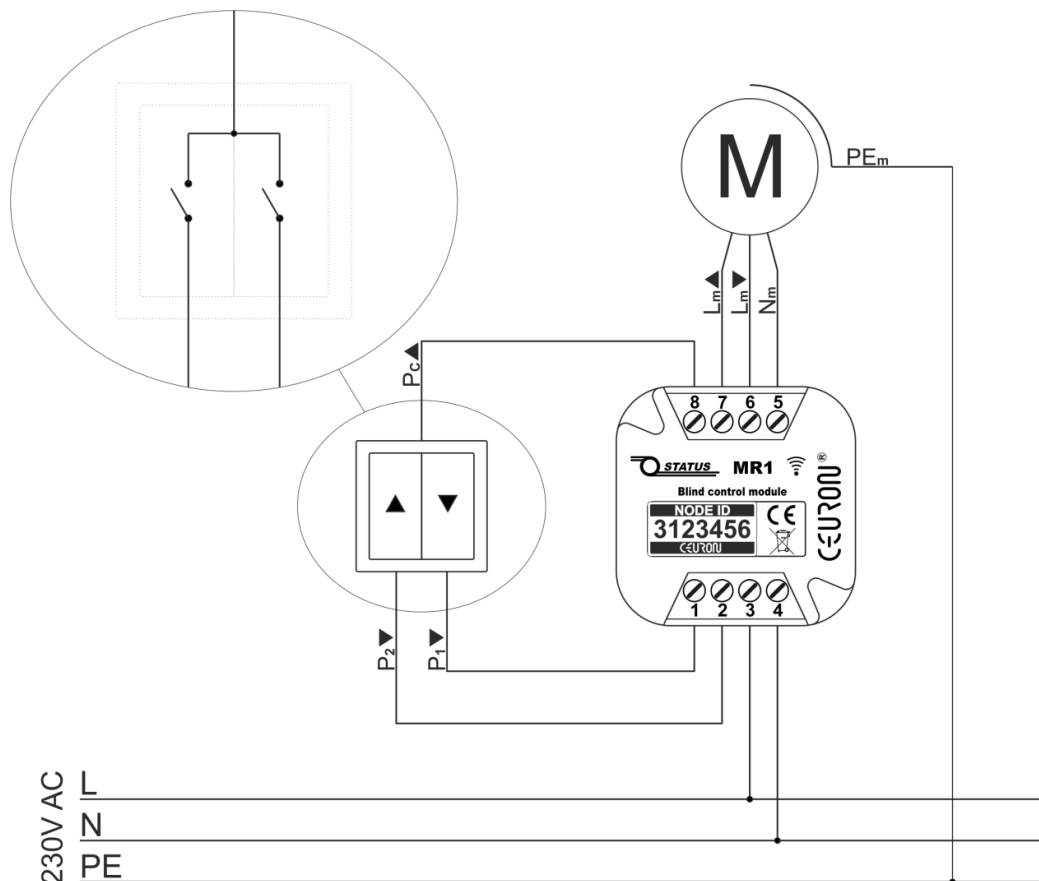 M
PEm
Lm▲
Lm▼
Nm
Pc▲
8 7 6 5
STATUS MR1
Blind control module
NODE ID
3123456
CEURON
CE
CEURON®
▲ ▼
1 2 3 4
P2▼
P1▼
230V AC
L
N
PE